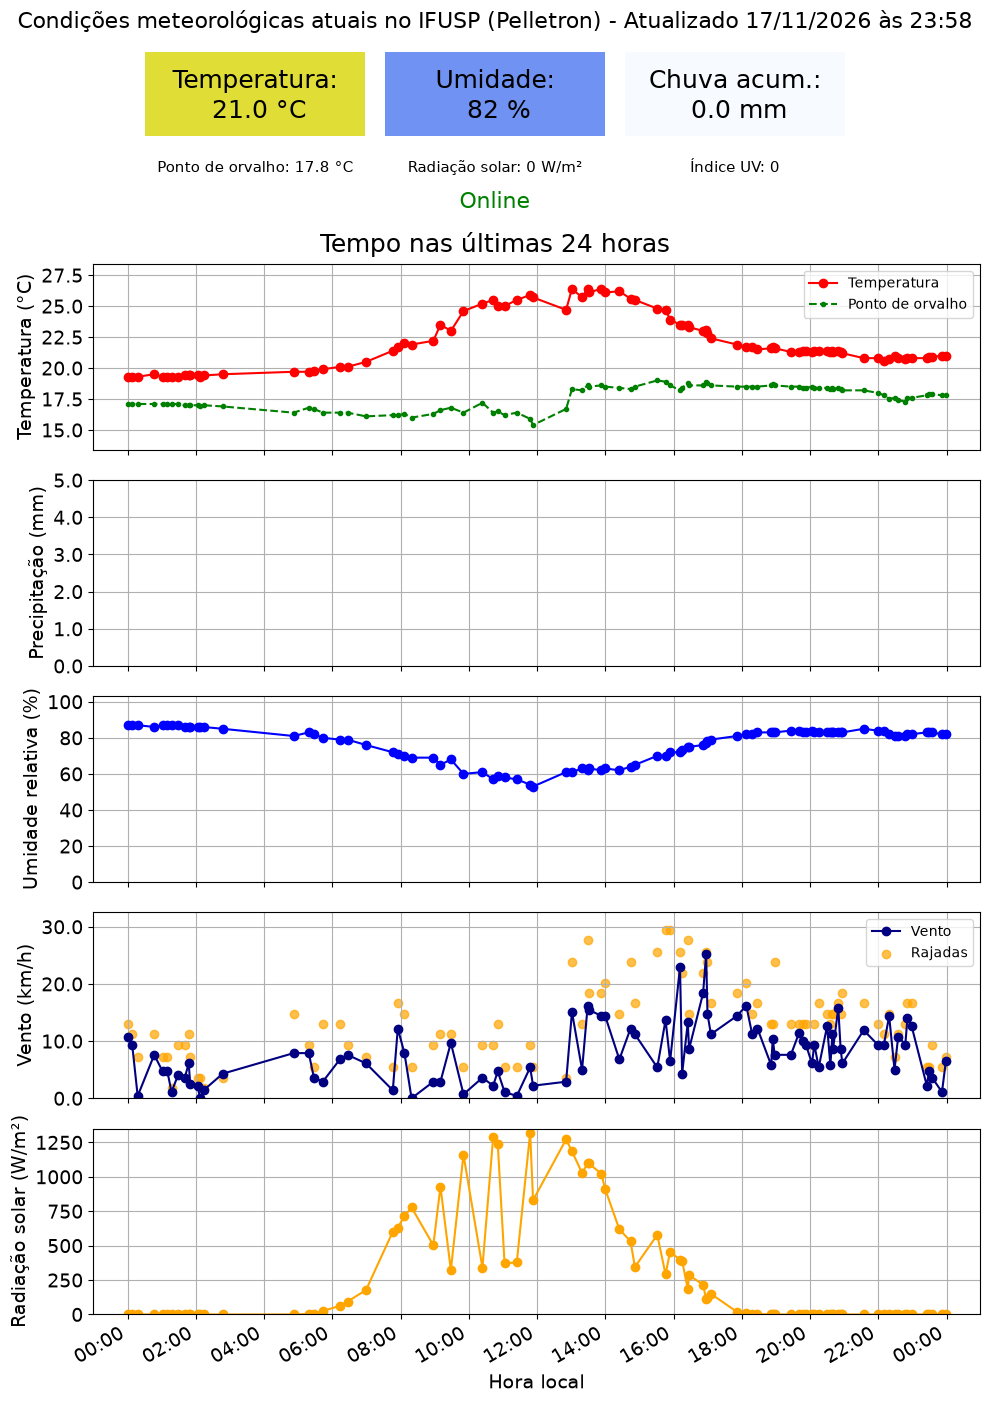 Condições meteorológicas atuais no IFUSP (Pelletron) - Atualizado 17/11/2026 às 23:58
Temperatura:
21.0 °C
Umidade:
82 %
Chuva acum.:
0.0 mm
Ponto de orvalho: 17.8 °C
Radiação solar: 0 W/m²
Índice UV: 0
Online
Tempo nas últimas 24 horas
Temperatura (°C)
27.5
25.0
22.5
20.0
17.5
15.0
Temperatura
Ponto de orvalho
Precipitação (mm)
5.0
4.0
3.0
2.0
1.0
0.0
Umidade relativa (%)
100
80
60
40
20
0
Vento (km/h)
30.0
20.0
10.0
0.0
Vento
Rajadas
Radiação solar (W/m²)
1250
1000
750
500
250
0
00:00
02:00
04:00
06:00
08:00
10:00
12:00
14:00
16:00
18:00
20:00
22:00
00:00
Hora local